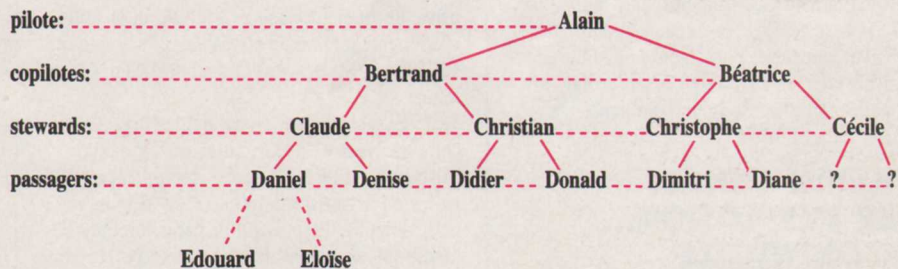 pilote: Alain
copilotes: Bertrand Béatrice
stewards: Claude Christian Christophe Cécile
passagers: Daniel Denise Didier Donald Dimitri Diane ? ?
Edouard Eloïse